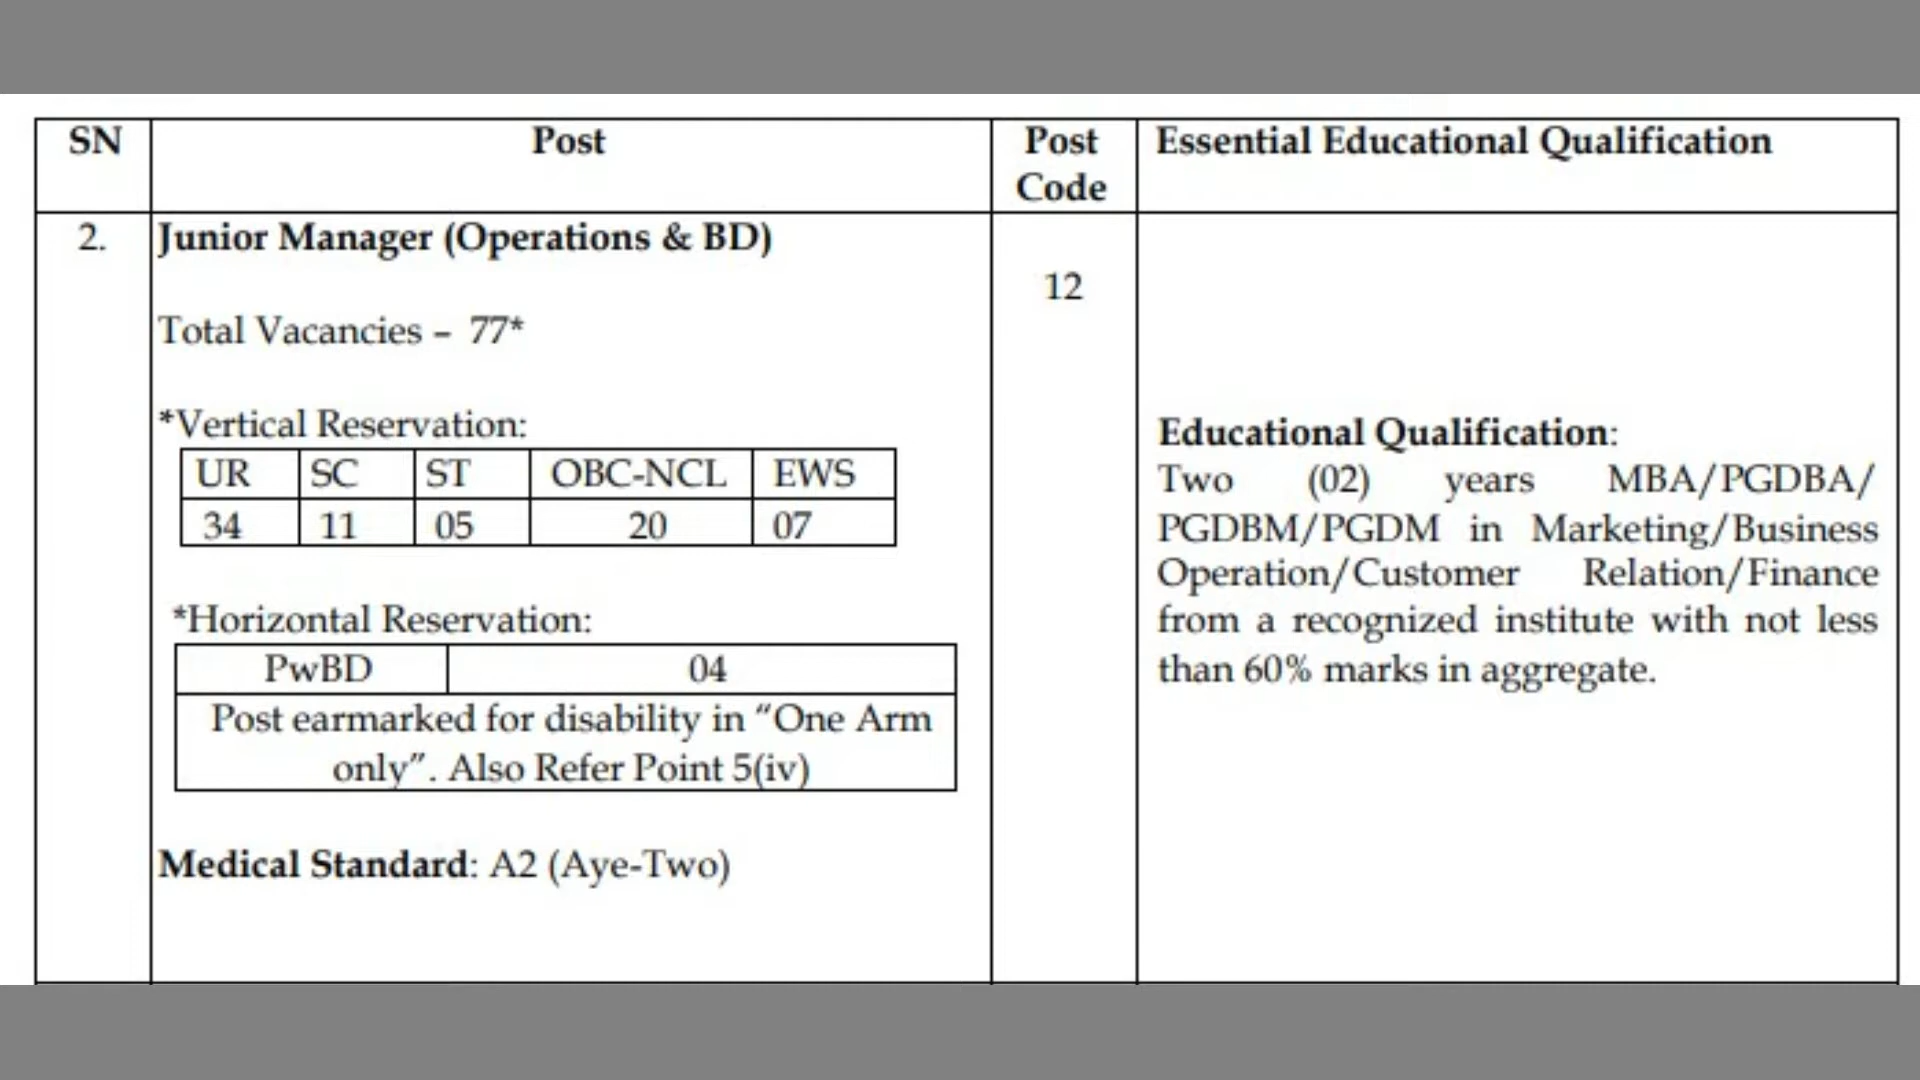 SN Post Post Code Essential Educational Qualification
2. Junior Manager (Operations & BD)
12
Total Vacancies – 77*
*Vertical Reservation:
UR SC ST OBC-NCL EWS
34 11 05 20 07
*Horizontal Reservation:
PwBD 04
Post earmarked for disability in “One Arm
only”. Also Refer Point 5(iv)
Medical Standard: A2 (Aye-Two)
Educational Qualification:
Two (02) years MBA/PGDBA/
PGDBM/PGDM in Marketing/Business
Operation/Customer Relation/Finance
from a recognized institute with not less
than 60% marks in aggregate.